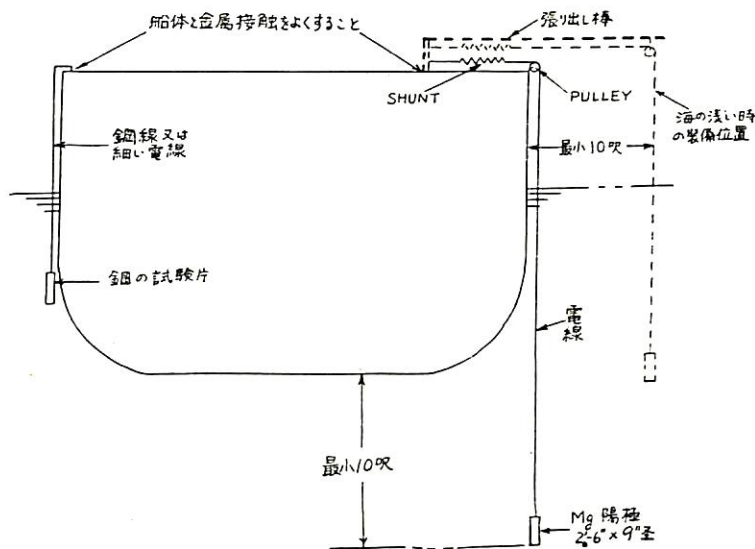 船体と金属接触をよくすること
張り出し棒
SHUNT
PULLEY
海の浅い時
の装備位置
最小10呎
鋼線又は
細い電線
鋼の試験片
電線
最小10呎
Mg 陽極
2'-6" x 9"